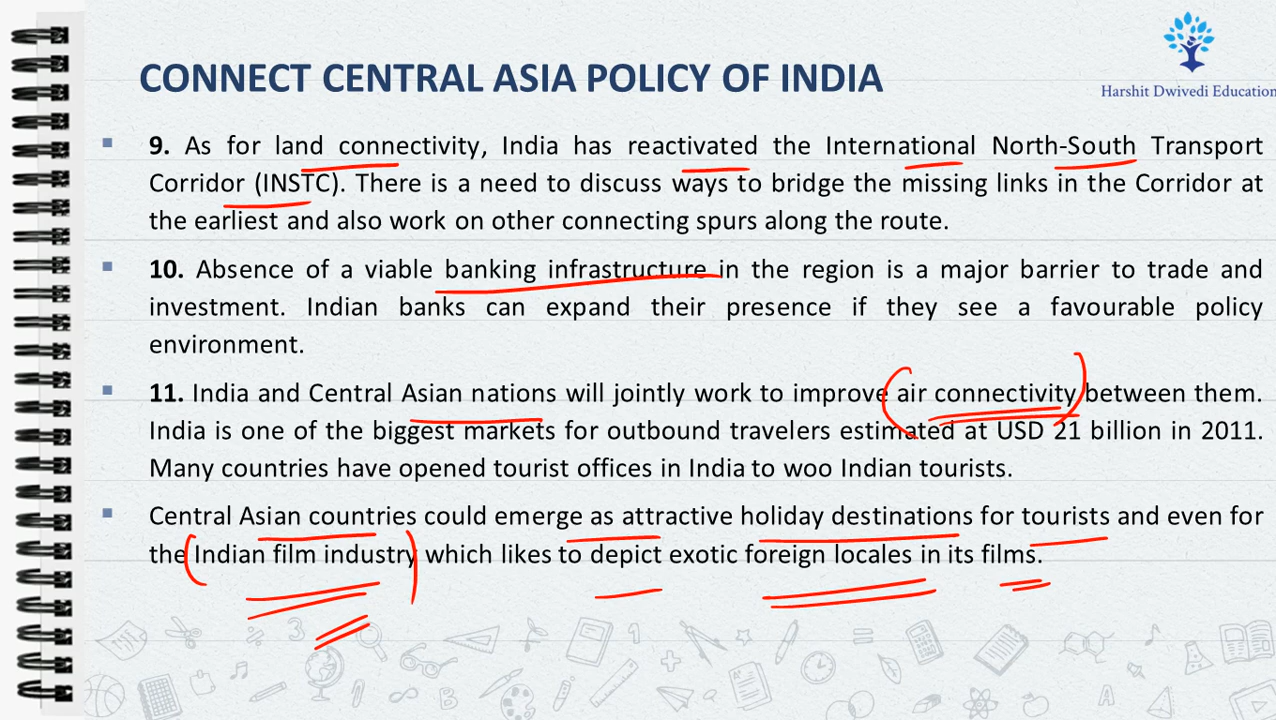 CONNECT CENTRAL ASIA POLICY OF INDIA
Harshit Dwivedi Education
9. As for land connectivity, India has reactivated the International North-South Transport
Corridor (INSTC). There is a need to discuss ways to bridge the missing links in the Corridor at
the earliest and also work on other connecting spurs along the route.
10. Absence of a viable banking infrastructure in the region is a major barrier to trade and
investment. Indian banks can expand their presence if they see a favourable policy
environment.
11. India and Central Asian nations will jointly work to improve air connectivity between them.
India is one of the biggest markets for outbound travelers estimated at USD 21 billion in 2011.
Many countries have opened tourist offices in India to woo Indian tourists.
Central Asian countries could emerge as attractive holiday destinations for tourists and even for
the Indian film industry which likes to depict exotic foreign locales in its films.